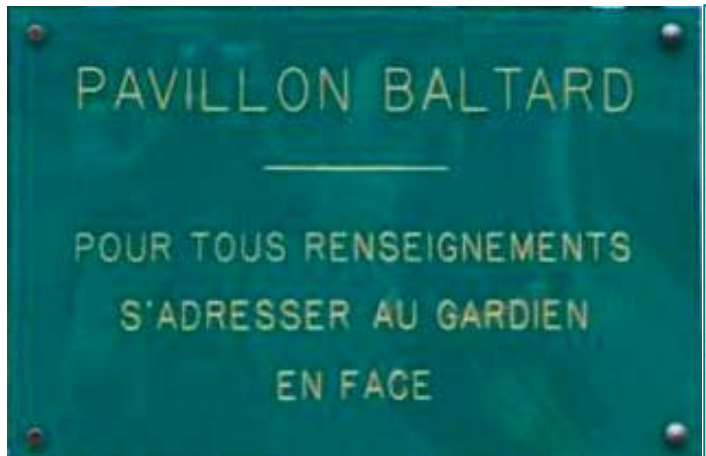 PAVILLON BALTARD
POUR TOUS RENSEIGNEMENTS
S'ADRESSER AU GARDIEN
EN FACE